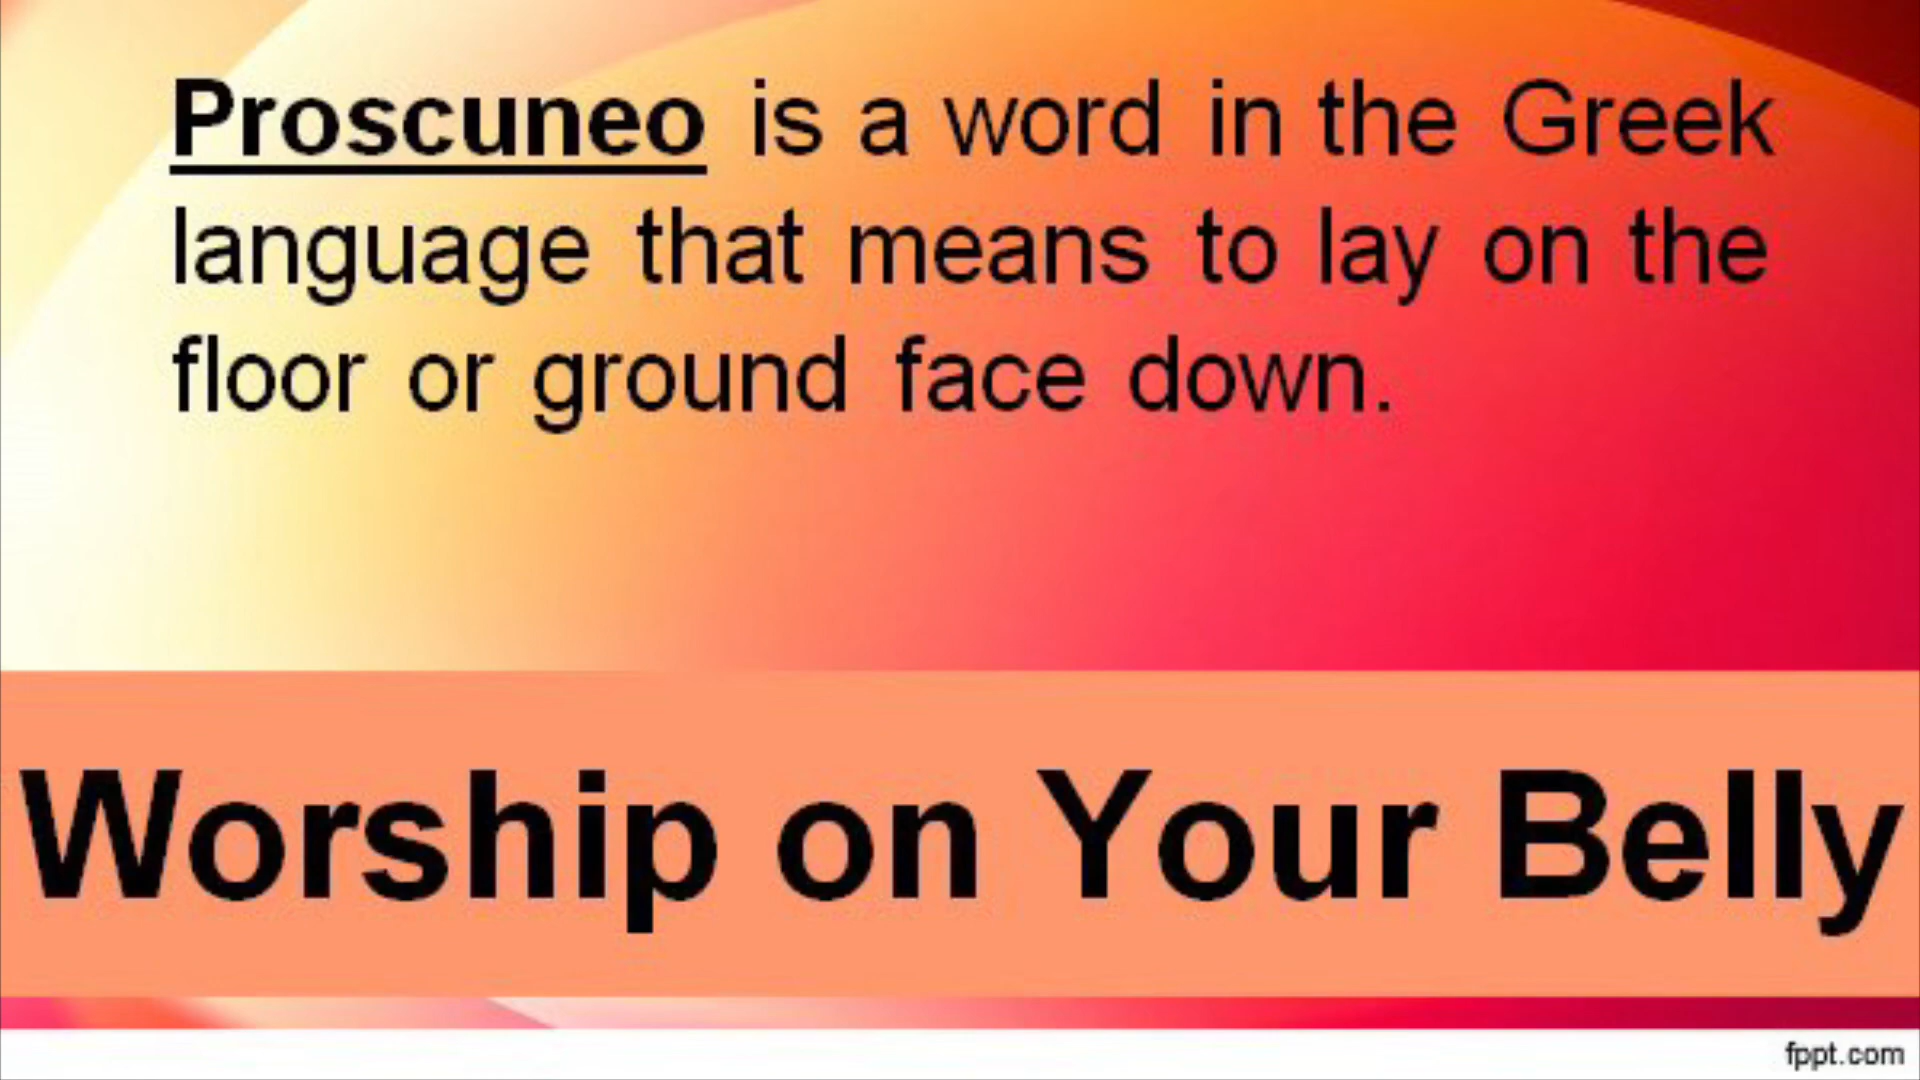 Proscuneo is a word in the Greek
language that means to lay on the
floor or ground face down.
Worship on Your Belly
fppt.com